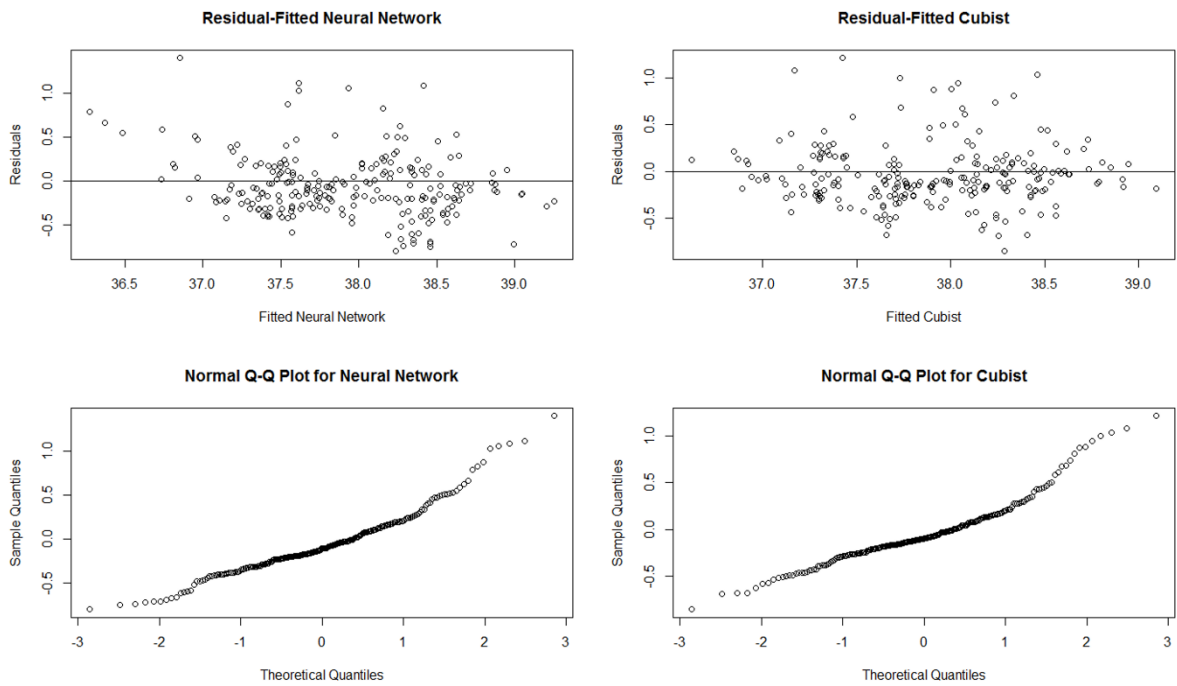 Residual-Fitted Neural Network
Residuals
1.0
0.5
0.0
-0.5
36.5 37.0 37.5 38.0 38.5 39.0
Fitted Neural Network
Residual-Fitted Cubist
Residuals
1.0
0.5
0.0
-0.5
37.0 37.5 38.0 38.5 39.0
Fitted Cubist
Normal Q-Q Plot for Neural Network
Sample Quantiles
1.0
0.5
0.0
-0.5
-3 -2 -1 0 1 2 3
Theoretical Quantiles
Normal Q-Q Plot for Cubist
Sample Quantiles
1.0
0.5
0.0
-0.5
-3 -2 -1 0 1 2 3
Theoretical Quantiles